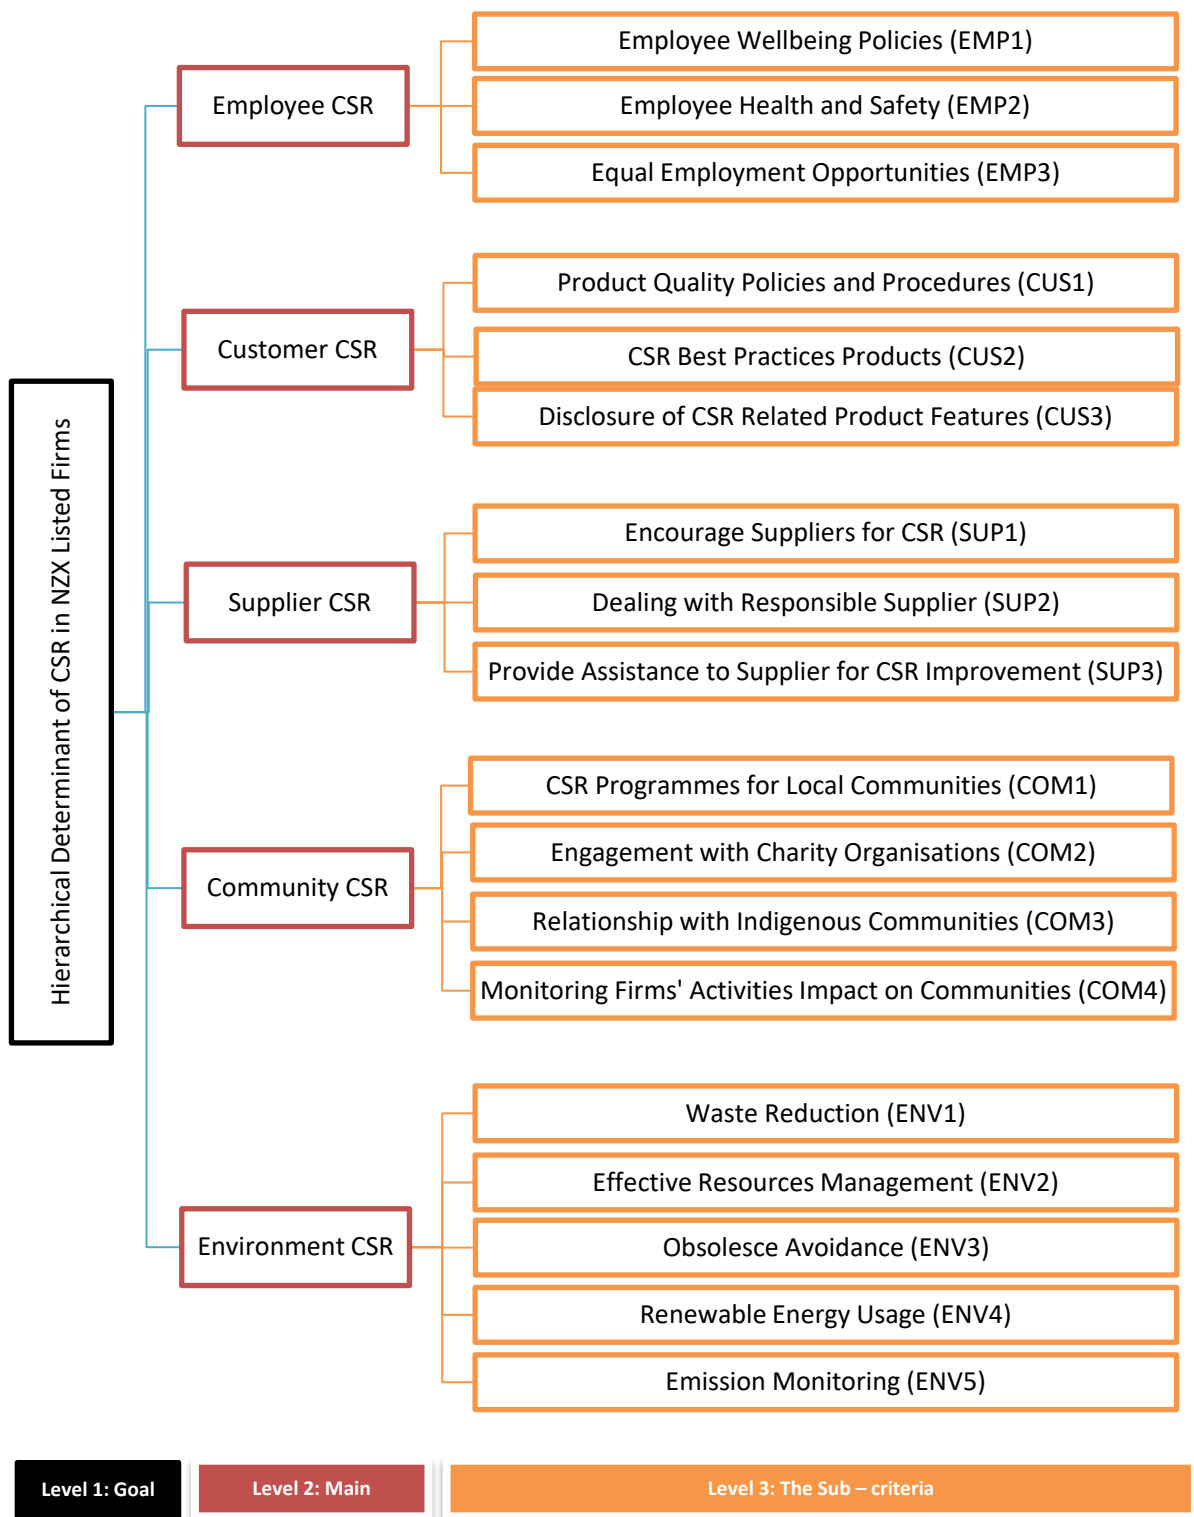 Hierarchical Determinant of CSR in NZX Listed Firms
Employee CSR
Employee Wellbeing Policies (EMP1)
Employee Health and Safety (EMP2)
Equal Employment Opportunities (EMP3)
Customer CSR
Product Quality Policies and Procedures (CUS1)
CSR Best Practices Products (CUS2)
Disclosure of CSR Related Product Features (CUS3)
Supplier CSR
Encourage Suppliers for CSR (SUP1)
Dealing with Responsible Supplier (SUP2)
Provide Assistance to Supplier for CSR Improvement (SUP3)
Community CSR
CSR Programmes for Local Communities (COM1)
Engagement with Charity Organisations (COM2)
Relationship with Indigenous Communities (COM3)
Monitoring Firms' Activities Impact on Communities (COM4)
Environment CSR
Waste Reduction (ENV1)
Effective Resources Management (ENV2)
Obsolesce Avoidance (ENV3)
Renewable Energy Usage (ENV4)
Emission Monitoring (ENV5)
Level 1: Goal
Level 2: Main
Level 3: The Sub – criteria